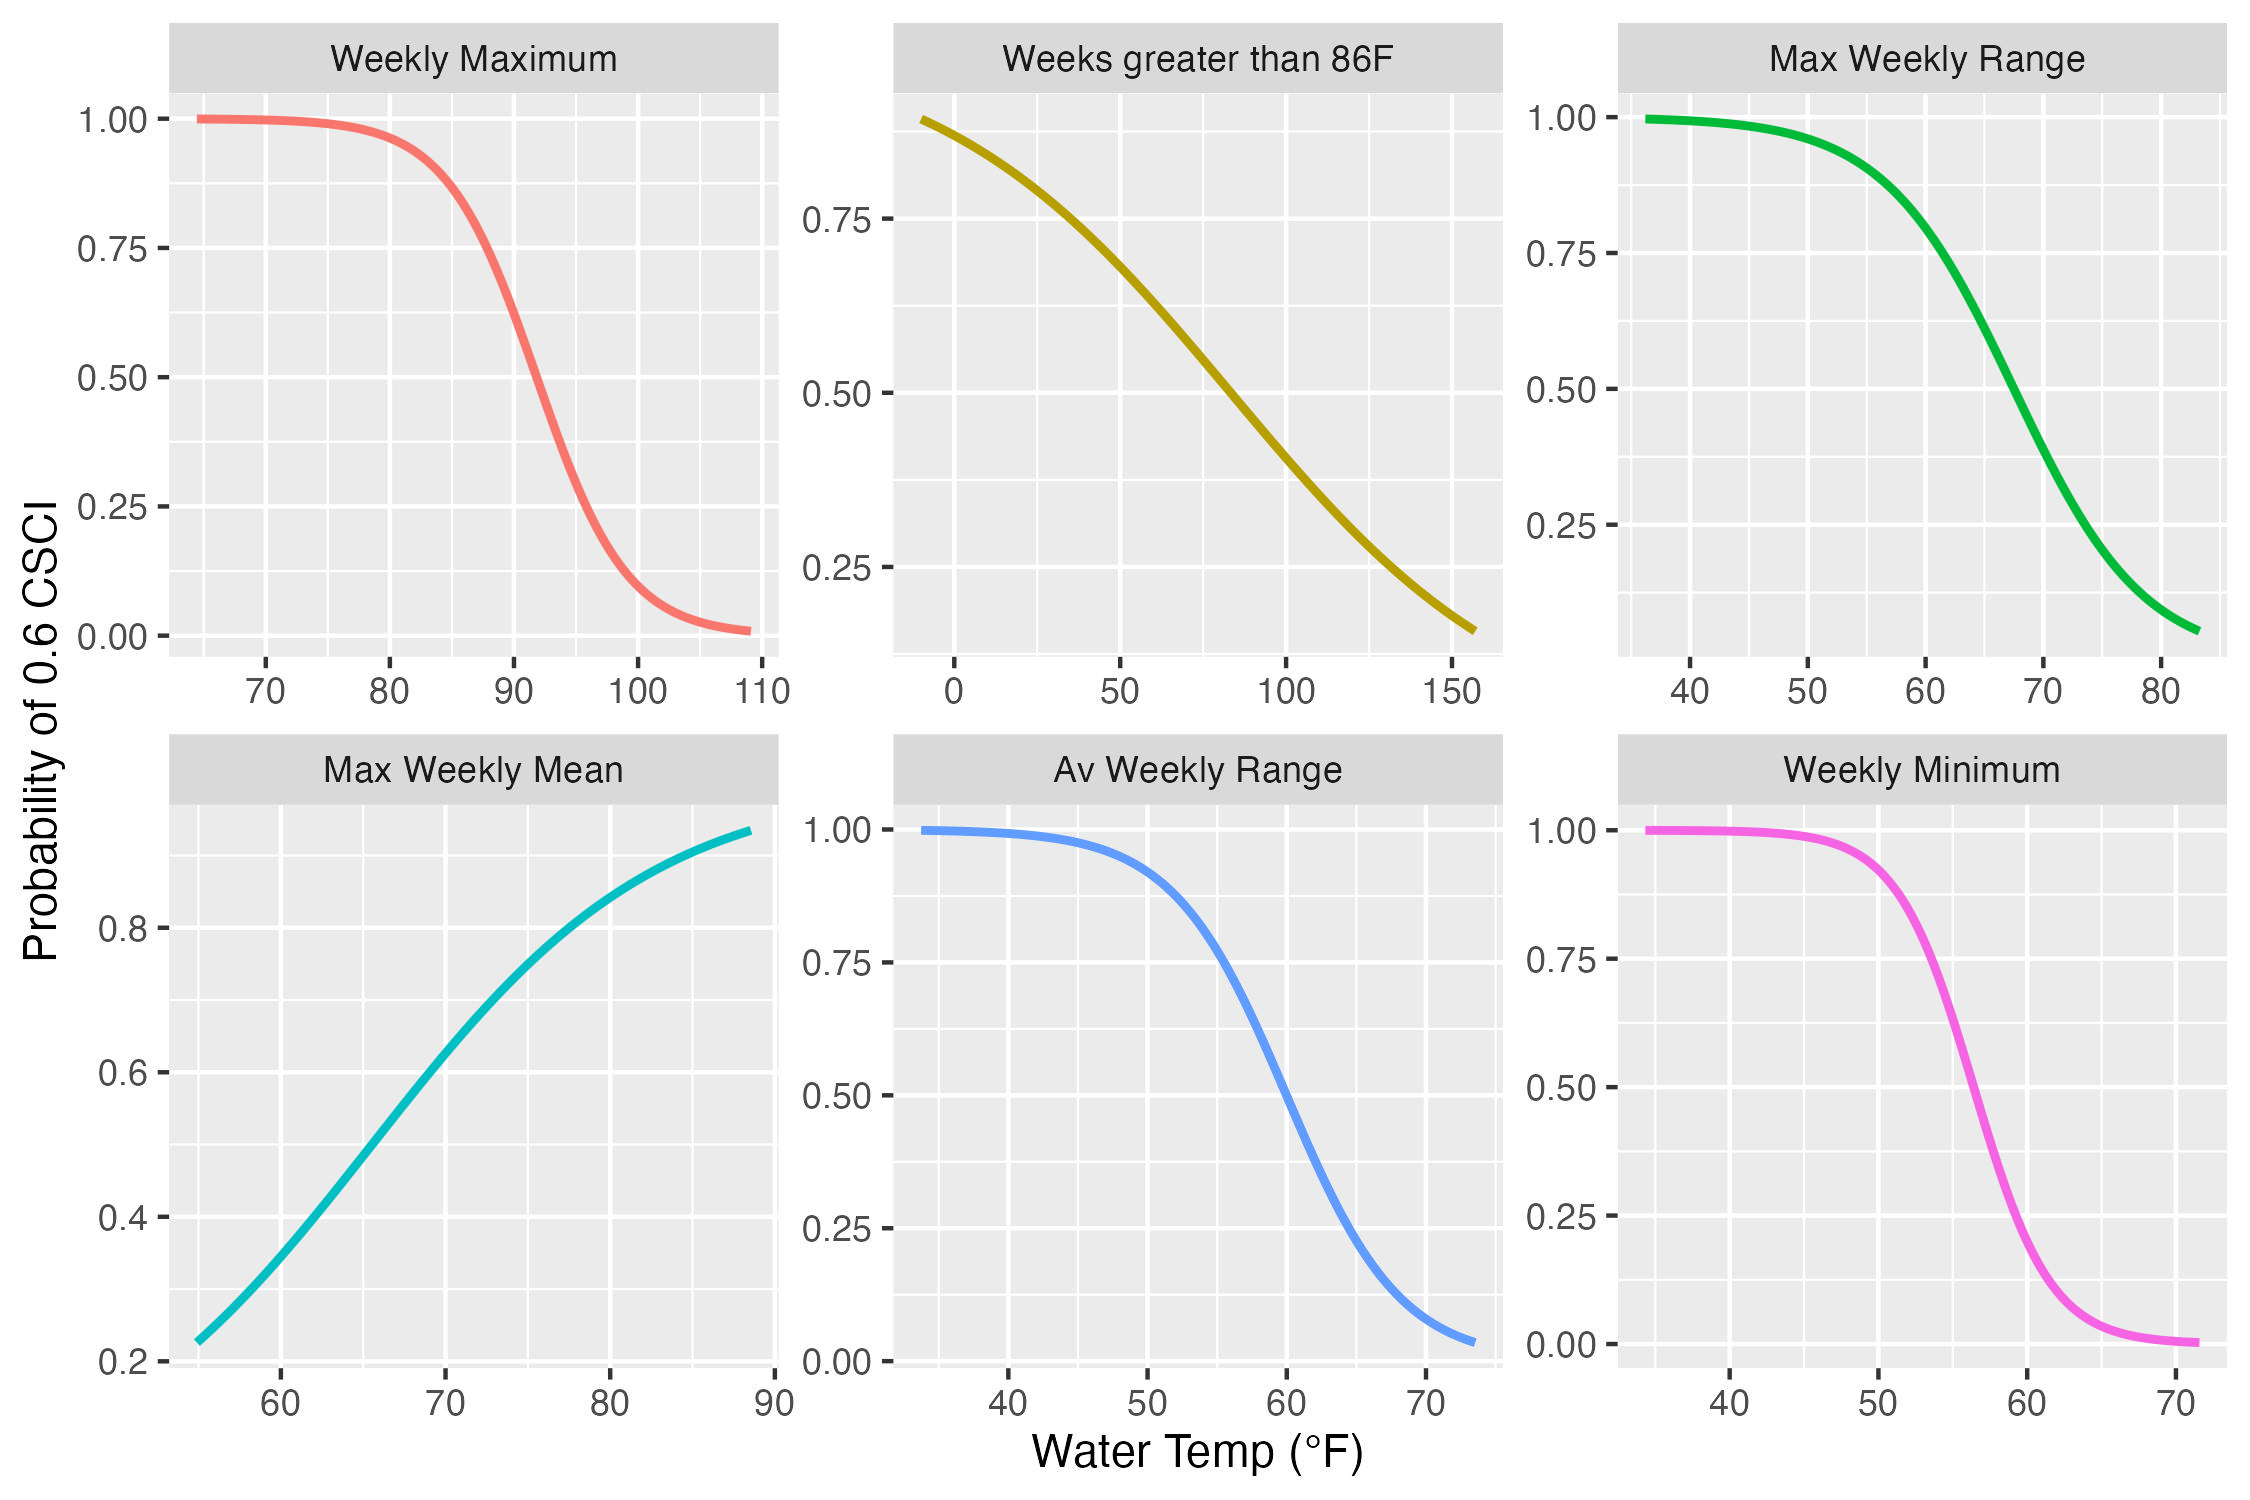 Weekly Maximum
Weeks greater than 86F
Max Weekly Range
1.00
0.75
0.50
0.25
0.00
70 80 90 100 110
0.75
0.50
0.25
0 50 100 150
1.00
0.75
0.50
0.25
40 50 60 70 80
Probability of 0.6 CSCI
Max Weekly Mean
Av Weekly Range
Weekly Minimum
0.8
0.6
0.4
0.2
60 70 80 90
1.00
0.75
0.50
0.25
0.00
40 50 60 70
1.00
0.75
0.50
0.25
0.00
40 50 60 70
Water Temp (°F)